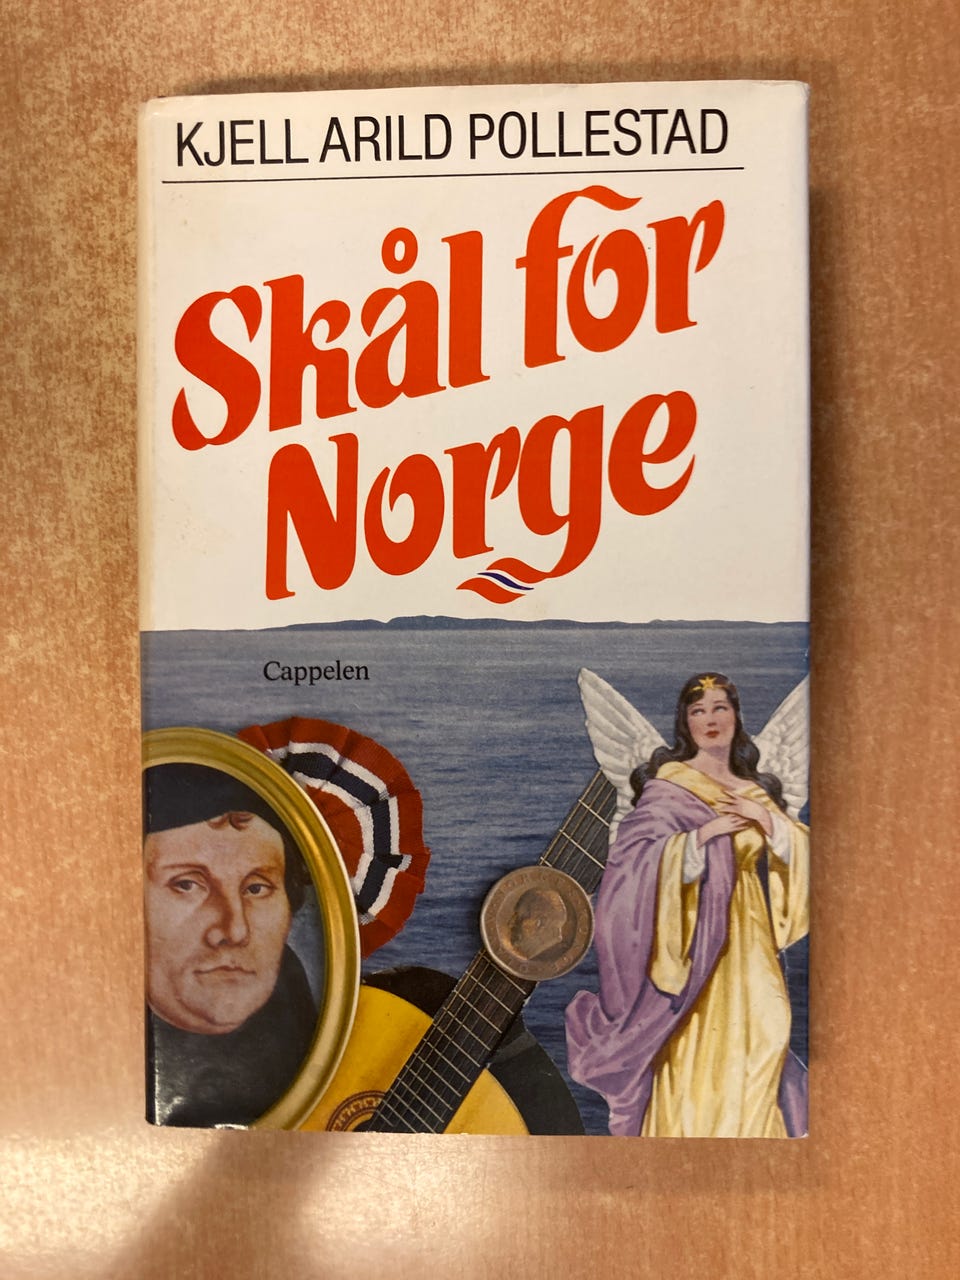 KJELL ARILD POLLESTAD
Skål for
Norge
Cappelen